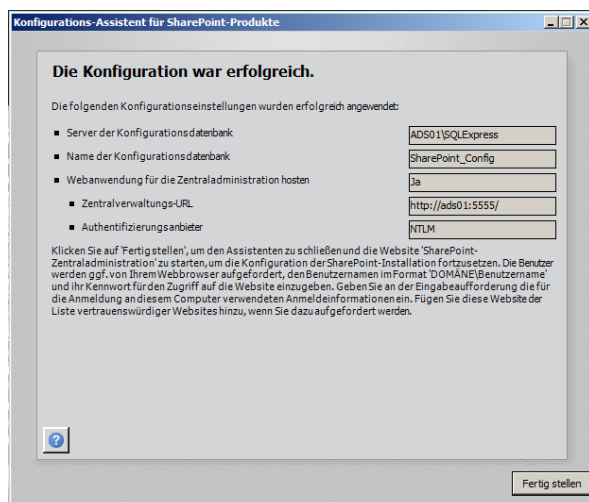 Konfigurations-Assistent für SharePoint-Produkte
Die Konfiguration war erfolgreich.
Die folgenden Konfigurationseinstellungen wurden erfolgreich angewendet:
Server der Konfigurationsdatenbank
ADS01\SQLExpress
Name der Konfigurationsdatenbank
SharePoint_Config
Webanwendung für die Zentraladministration hosten
Ja
Zentralverwaltungs-URL
http://ads01:5555/
Authentifizierungsanbieter
NTLM
Klicken Sie auf 'Fertig stellen', um den Assistenten zu schließen und die Website 'SharePoint-
Zentraladministration' zu starten, um die Konfiguration der SharePoint-Installation fortzusetzen. Die Benutzer
werden ggf. von Ihrem Webbrowser aufgefordert, den Benutzernamen im Format 'DOMÄNE\Benutzername'
und ihr Kennwort für den Zugriff auf die Website einzugeben. Geben Sie an der Eingabeaufforderung die für
die Anmeldung an diesem Computer verwendeten Anmeldeinformationen ein. Fügen Sie diese Website der
Liste vertrauenswürdiger Websites hinzu, wenn Sie dazu aufgefordert werden.
?
Fertig stellen